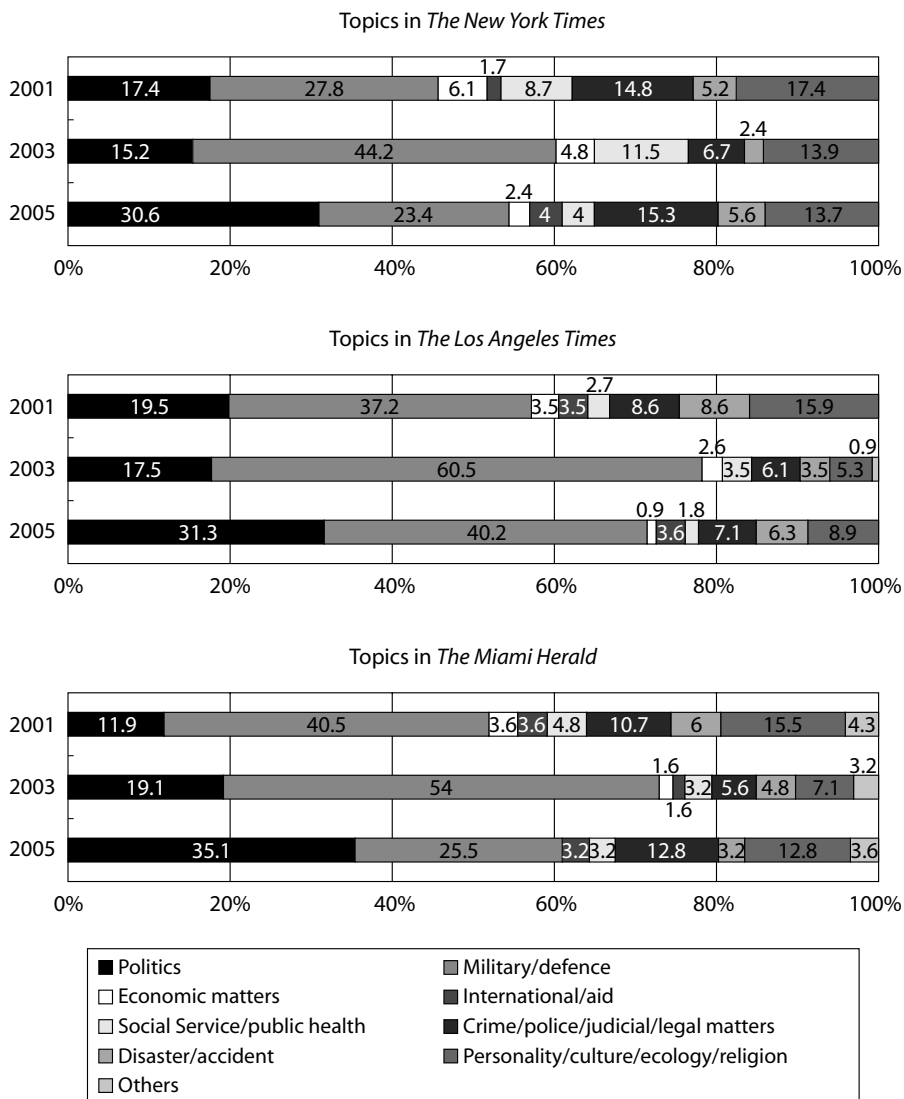 Topics in The New York Times
1.7
2001 17.4 27.8 6.1 8.7 14.8 5.2 17.4
2.4
2003 15.2 44.2 4.8 11.5 6.7 13.9
2.4
2005 30.6 23.4 4 4 15.3 5.6 13.7
0% 20% 40% 60% 80% 100%
Topics in The Los Angeles Times
2.7
2001 19.5 37.2 3.5 3.5 8.6 8.6 15.9
2.6 0.9
2003 17.5 60.5 3.5 6.1 3.5 5.3
0.9 1.8
2005 31.3 40.2 3.6 7.1 6.3 8.9
0% 20% 40% 60% 80% 100%
Topics in The Miami Herald
2001 11.9 40.5 3.6 3.6 4.8 10.7 6 15.5 4.3
1.6 3.2
2003 19.1 54 3.2 5.6 4.8 7.1
1.6
2005 35.1 25.5 3.2 3.2 12.8 3.2 12.8 3.6
0% 20% 40% 60% 80% 100%
Politics Military/defence
Economic matters International/aid
Social Service/public health Crime/police/judicial/legal matters
Disaster/accident Personality/culture/ecology/religion
Others